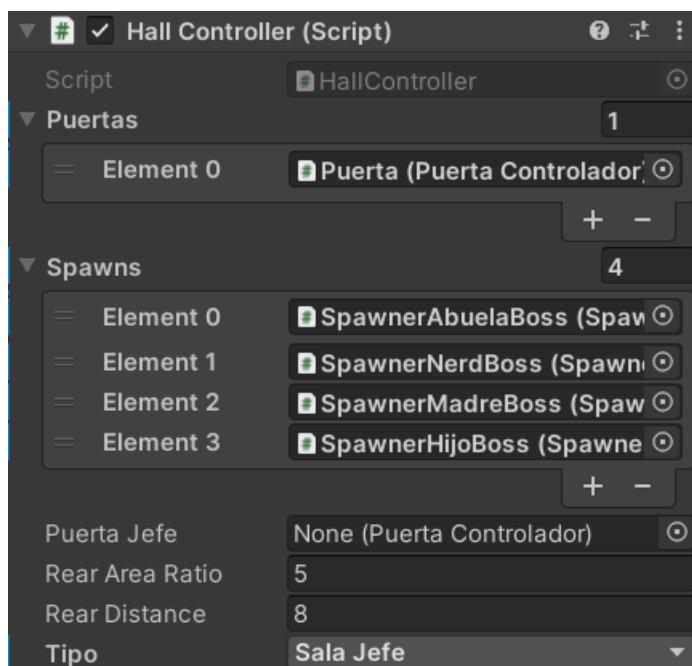 # Hall Controller (Script)
Script # HallController
Puertas 1
Element 0 # Puerta (Puerta Controlador)
+ -
Spawns 4
Element 0 # SpawnerAbuelaBoss (Spaw
Element 1 # SpawnerNerdBoss (Spawn
Element 2 # SpawnerMadreBoss (Spaw
Element 3 # SpawnerHijoBoss (Spawne
+ -
Puerta Jefe None (Puerta Controlador)
Rear Area Ratio 5
Rear Distance 8
Tipo Sala Jefe